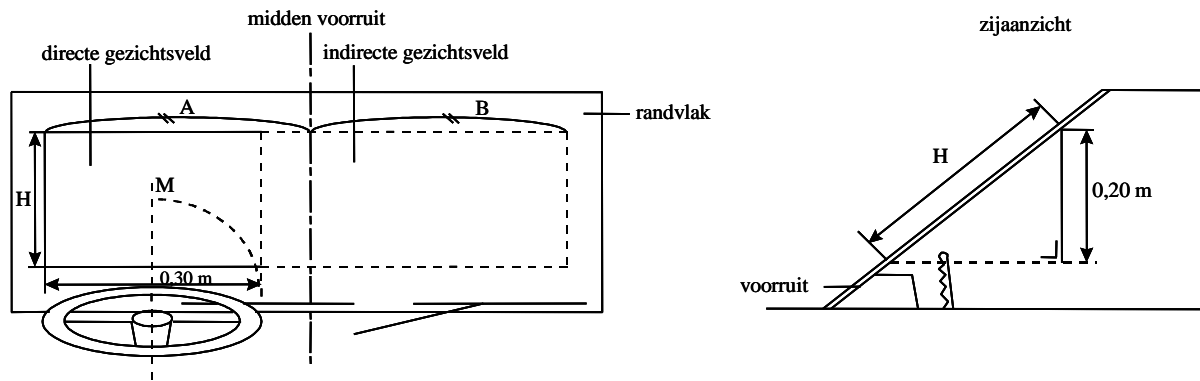 midden voorruit
zijaanzicht
directe gezichtsveld
indirecte gezichtsveld
A
B
randvlak
H
M
0,30 m
H
0,20 m
voorruit